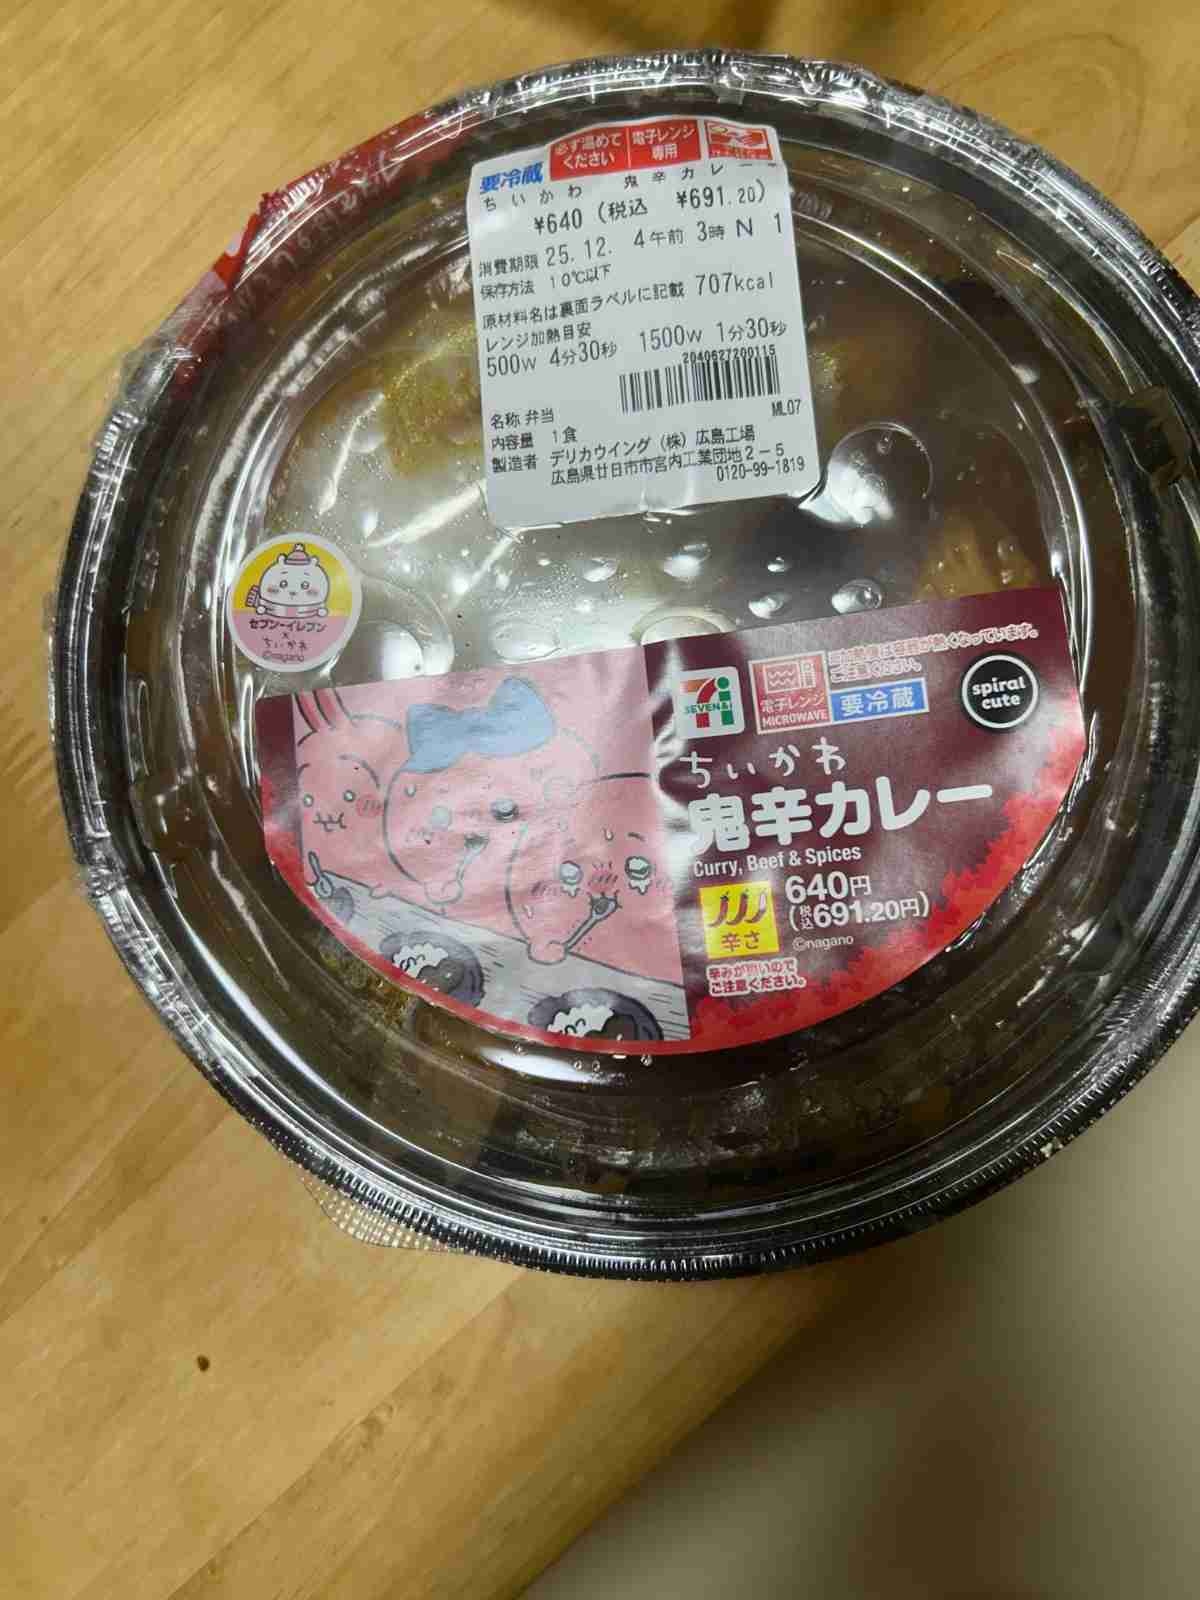 必ず温めて
ください
電子レンジ
専用
要冷蔵
ちいかわ 鬼辛カレー
¥640 (税込 ¥691.20)
消費期限 25.12. 4午前 3時 N 1
保存方法 10℃以下
原材料名は裏面ラベルに記載 707kcal
レンジ加熱目安
500W 4分30秒 1500W 1分30秒
2040627200115
ML07
名称 弁当
内容量 1食
製造者 デリカウイング(株)広島工場
広島県廿日市市宮内工業団地2-5
0120-99-1819
セブン-イレブン
×
ちいかわ
©nagano
SEVEN&i
電子レンジ
MICROWAVE
ご注意ください。
要冷蔵
spiral
cute
ちいかわ
鬼辛カレー
Curry, Beef & Spices
辛さ
640円
(税込691.20円)
©nagano
辛みが強いので
ご注意ください。